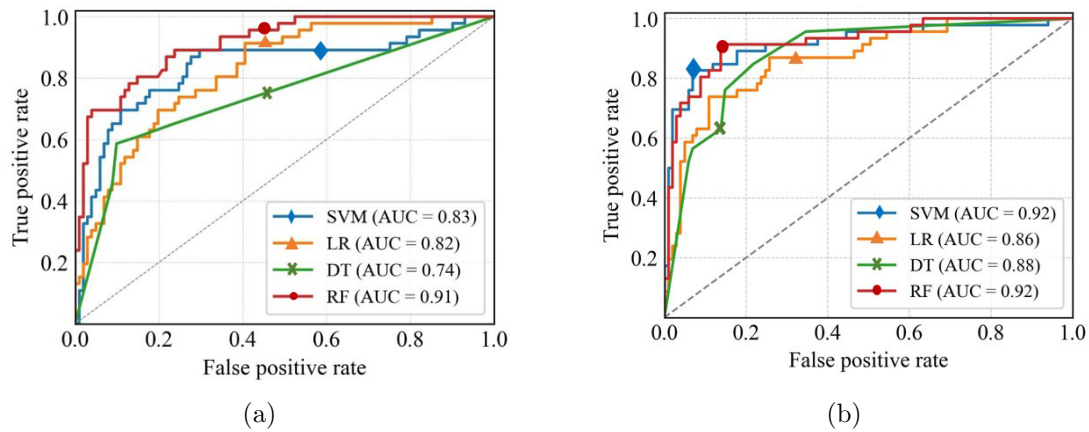 1.0
0.8
0.6
0.4
0.2
True positive rate
SVM (AUC = 0.83)
LR (AUC = 0.82)
DT (AUC = 0.74)
RF (AUC = 0.91)
0.0 0.2 0.4 0.6 0.8 1.0
False positive rate
(a)
1.0
0.8
0.6
0.4
0.2
True positive rate
SVM (AUC = 0.92)
LR (AUC = 0.86)
DT (AUC = 0.88)
RF (AUC = 0.92)
0.0 0.2 0.4 0.6 0.8 1.0
False positive rate
(b)